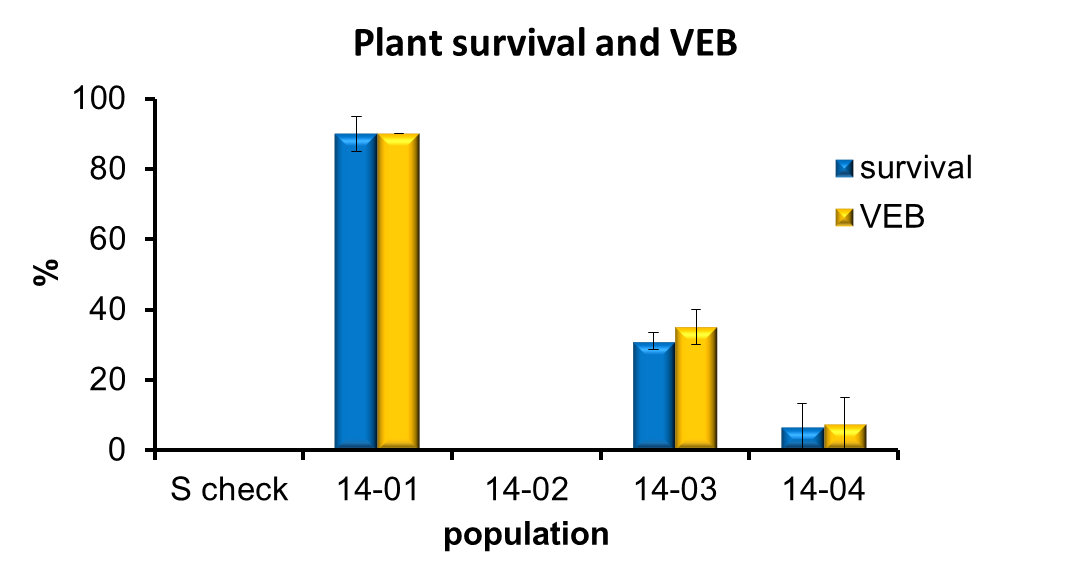 Plant survival and VEB
100
80
60
40
20
0
%
survival
VEB
S check 14-01 14-02 14-03 14-04
population